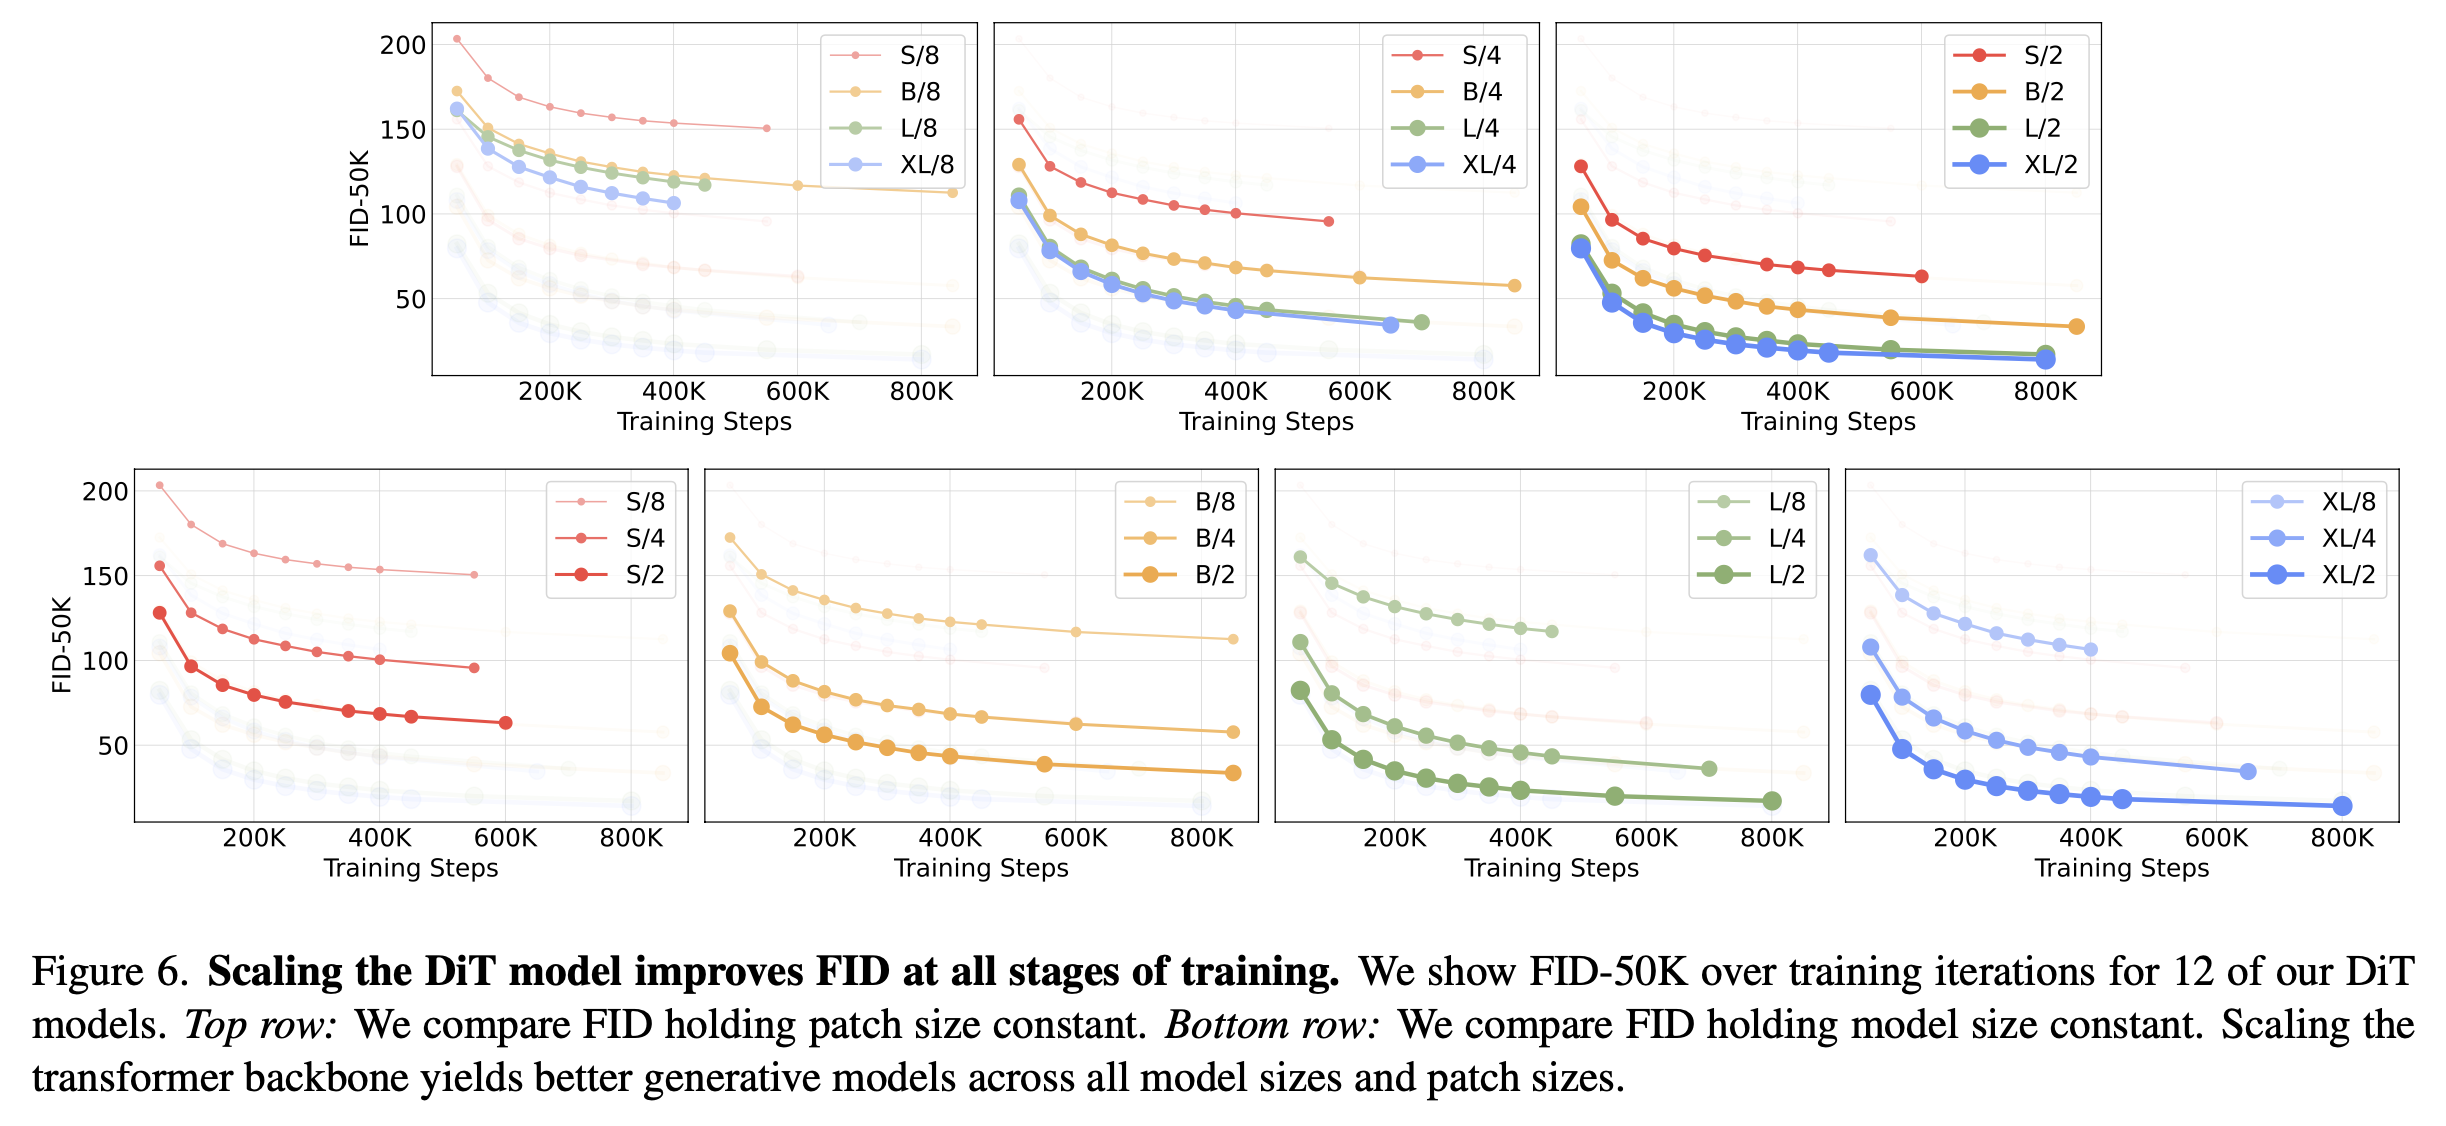 200
150
100
50
FID-50K
S/8
B/8
L/8
XL/8
200K 400K 600K 800K
Training Steps
S/4
B/4
L/4
XL/4
200K 400K 600K 800K
Training Steps
S/2
B/2
L/2
XL/2
200K 400K 600K 800K
Training Steps
200
150
100
50
FID-50K
S/8
S/4
S/2
200K 400K 600K 800K
Training Steps
B/8
B/4
B/2
200K 400K 600K 800K
Training Steps
L/8
L/4
L/2
200K 400K 600K 800K
Training Steps
XL/8
XL/4
XL/2
200K 400K 600K 800K
Training Steps
Figure 6. Scaling the DiT model improves FID at all stages of training. We show FID-50K over training iterations for 12 of our DiT
models. Top row: We compare FID holding patch size constant. Bottom row: We compare FID holding model size constant. Scaling the
transformer backbone yields better generative models across all model sizes and patch sizes.